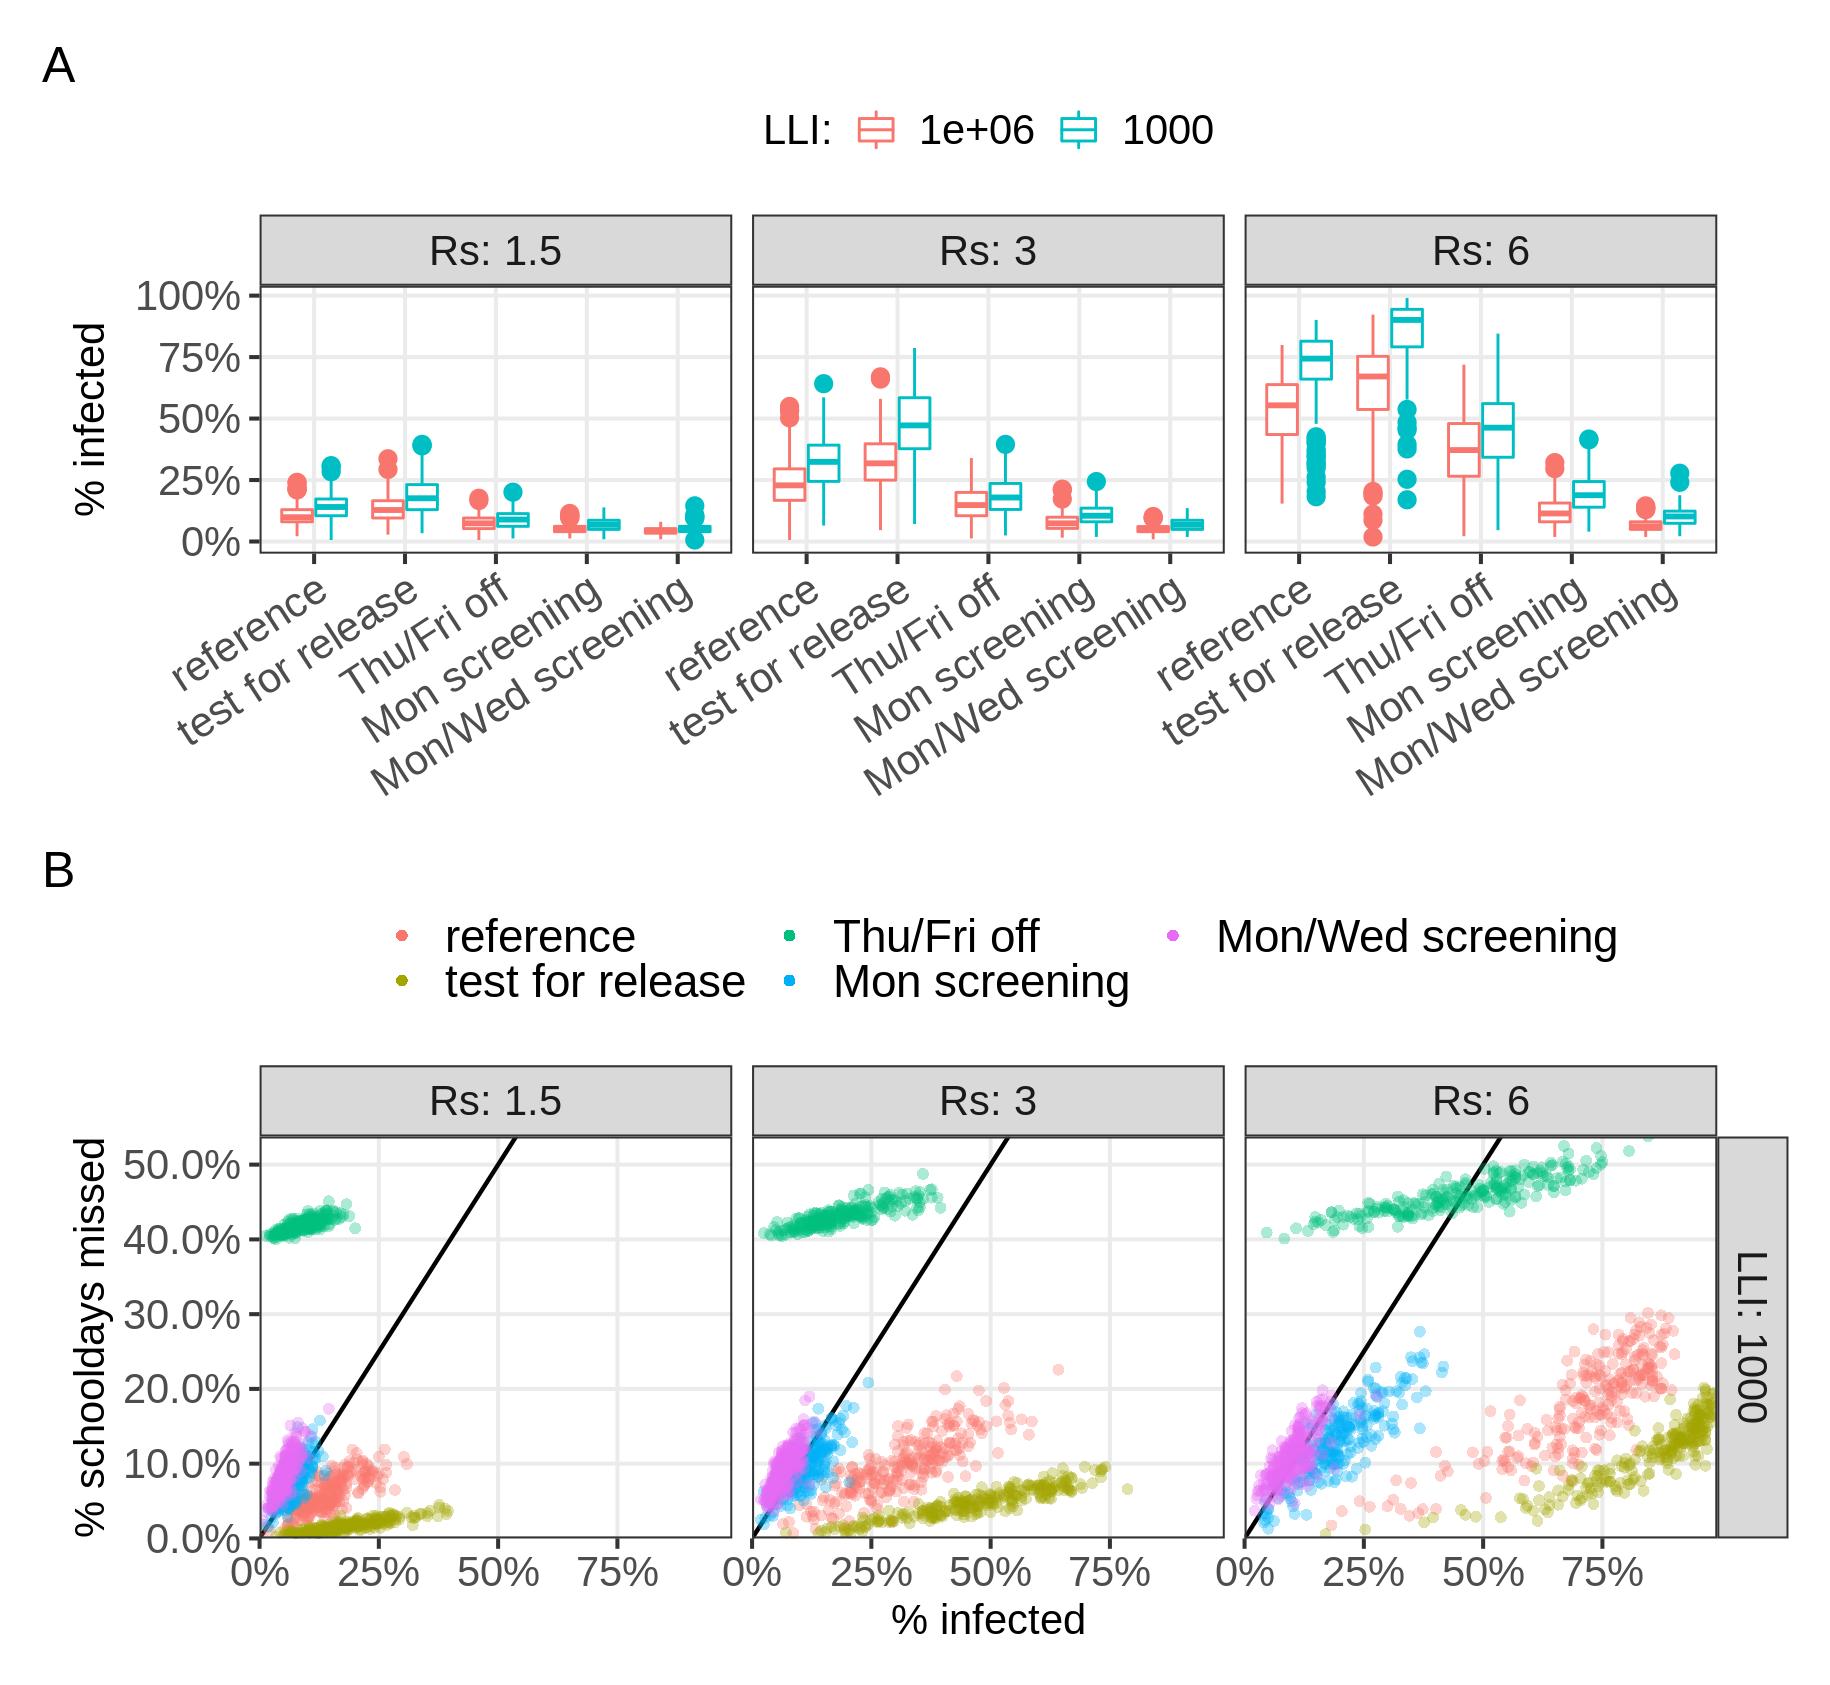 A
LLI: 1e+06 1000
Rs: 1.5 Rs: 3 Rs: 6
% infected
100%
75%
50%
25%
0%
reference test for release Thu/Fri off Mon screening Mon/Wed screening
reference test for release Thu/Fri off Mon screening Mon/Wed screening
reference test for release Thu/Fri off Mon screening Mon/Wed screening
B
reference Thu/Fri off Mon/Wed screening
test for release Mon screening
Rs: 1.5 Rs: 3 Rs: 6
% schooldays missed
50.0%
40.0%
30.0%
20.0%
10.0%
0.0%
LLI: 1000
0% 25% 50% 75% 0% 25% 50% 75% 0% 25% 50% 75%
% infected